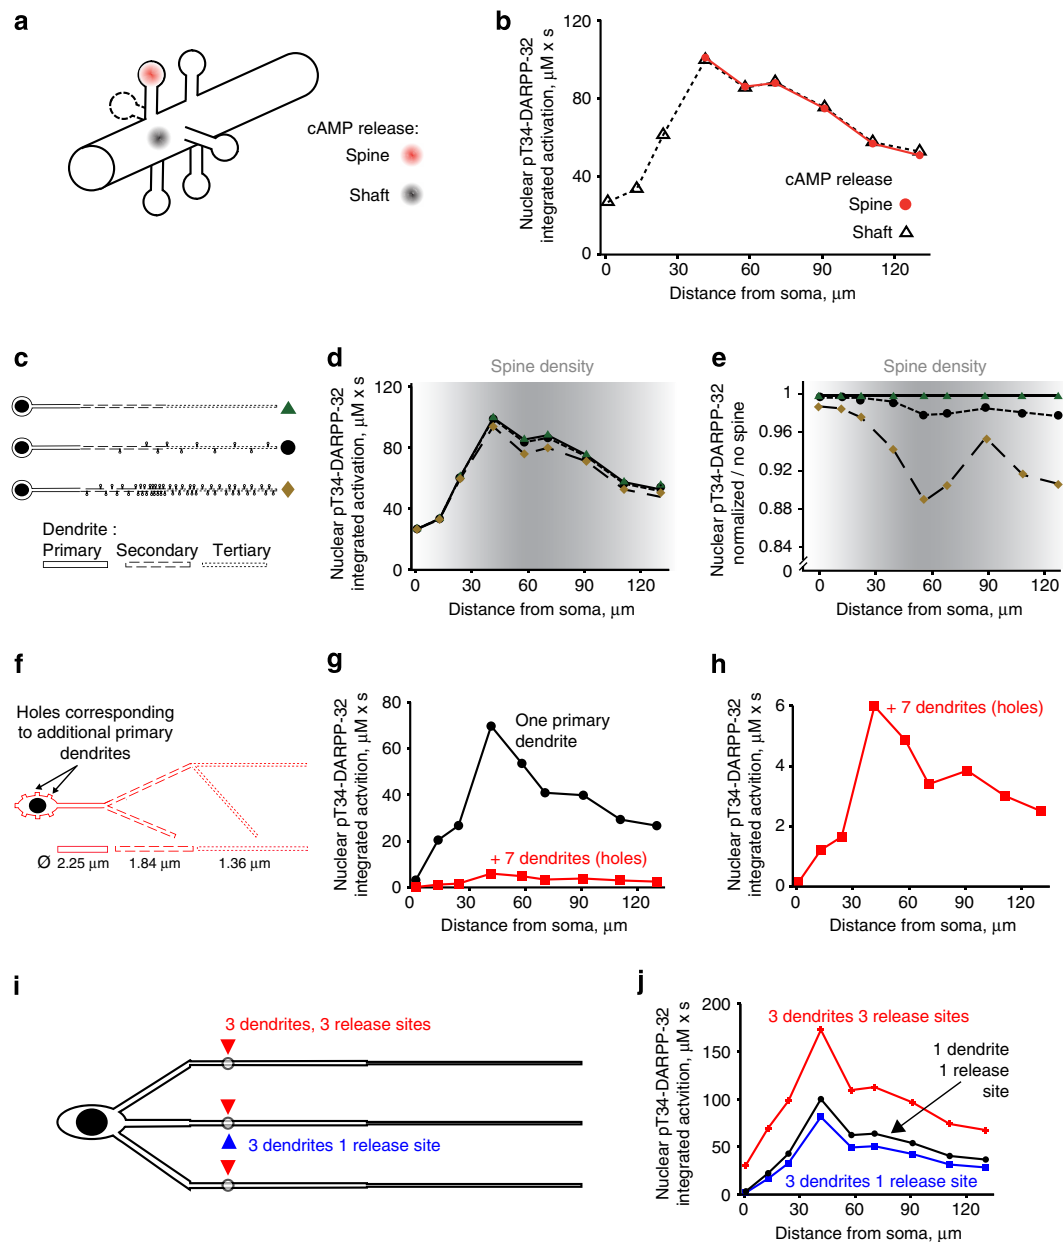 a
cAMP release:
Spine
Shaft
b
Nuclear pT34-DARPP-32
integrated activation, μM x s
120
80
40
0
cAMP release
Spine
Shaft
0 30 60 90 120
Distance from soma, μm
c
Dendrite :
Primary Secondary Tertiary
d
Spine density
Nuclear pT34-DARPP-32
integrated activation, μM x s
120
80
40
0
0 30 60 90 120
Distance from soma, μm
e
Spine density
Nuclear pT34-DARPP-32
normalized / no spine
1
0.96
0.92
0.88
0.84
0
0 30 60 90 120
Distance from soma, μm
f
Holes corresponding
to additional primary
dendrites
Ø 2.25 μm 1.84 μm 1.36 μm
g
Nuclear pT34-DARPP-32
integrated actvition, μM x s
80
60
40
20
0
One primary
dendrite
+ 7 dendrites (holes)
0 30 60 90 120
Distance from soma, μm
h
Nuclear pT34-DARPP-32
integrated activation, μM x s
6
4
2
0
+ 7 dendrites (holes)
0 30 60 90 120
Distance from soma, μm
i
3 dendrites, 3 release sites
3 dendrites 1 release site
j
Nuclear pT34-DARPP-32
integrated actvition, μM x s
200
150
100
50
0
3 dendrites 3 release sites
1 dendrite
1 release
site
3 dendrites 1 release site
0 30 60 90 120
Distance from soma, μm